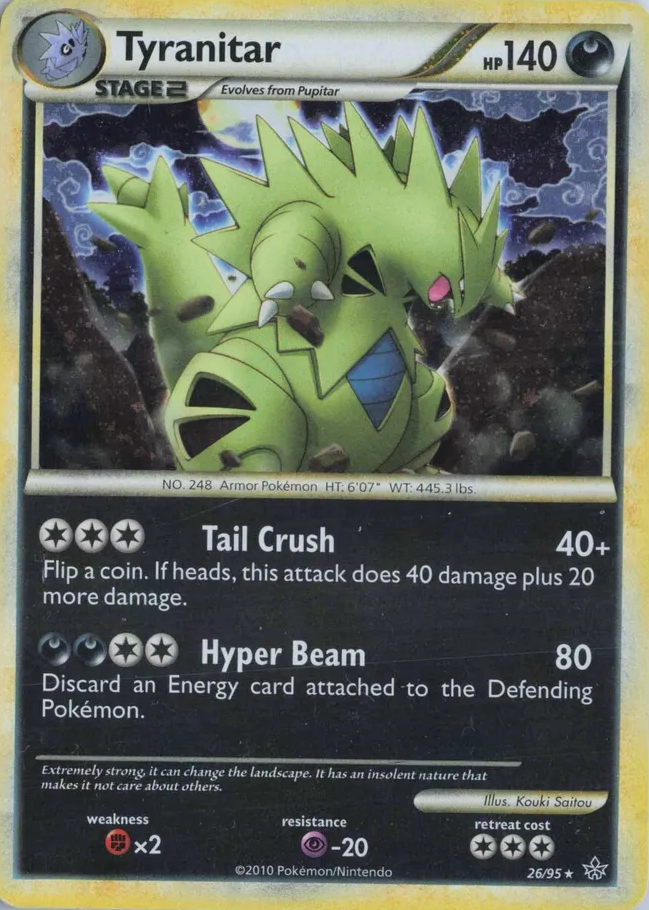 Tyranitar
HP140
STAGE2
Evolves from Pupitar
NO. 248 Armor Pokémon HT: 6'07" WT: 445.3 lbs.
Tail Crush 40+
Flip a coin. If heads, this attack does 40 damage plus 20
more damage.
Hyper Beam 80
Discard an Energy card attached to the Defending
Pokémon.
Extremely strong, it can change the landscape. It has an insolent nature that
makes it not care about others.
Illus. Kouki Saitou
weakness resistance retreat cost
x2 -20
©2010 Pokémon/Nintendo
26/95